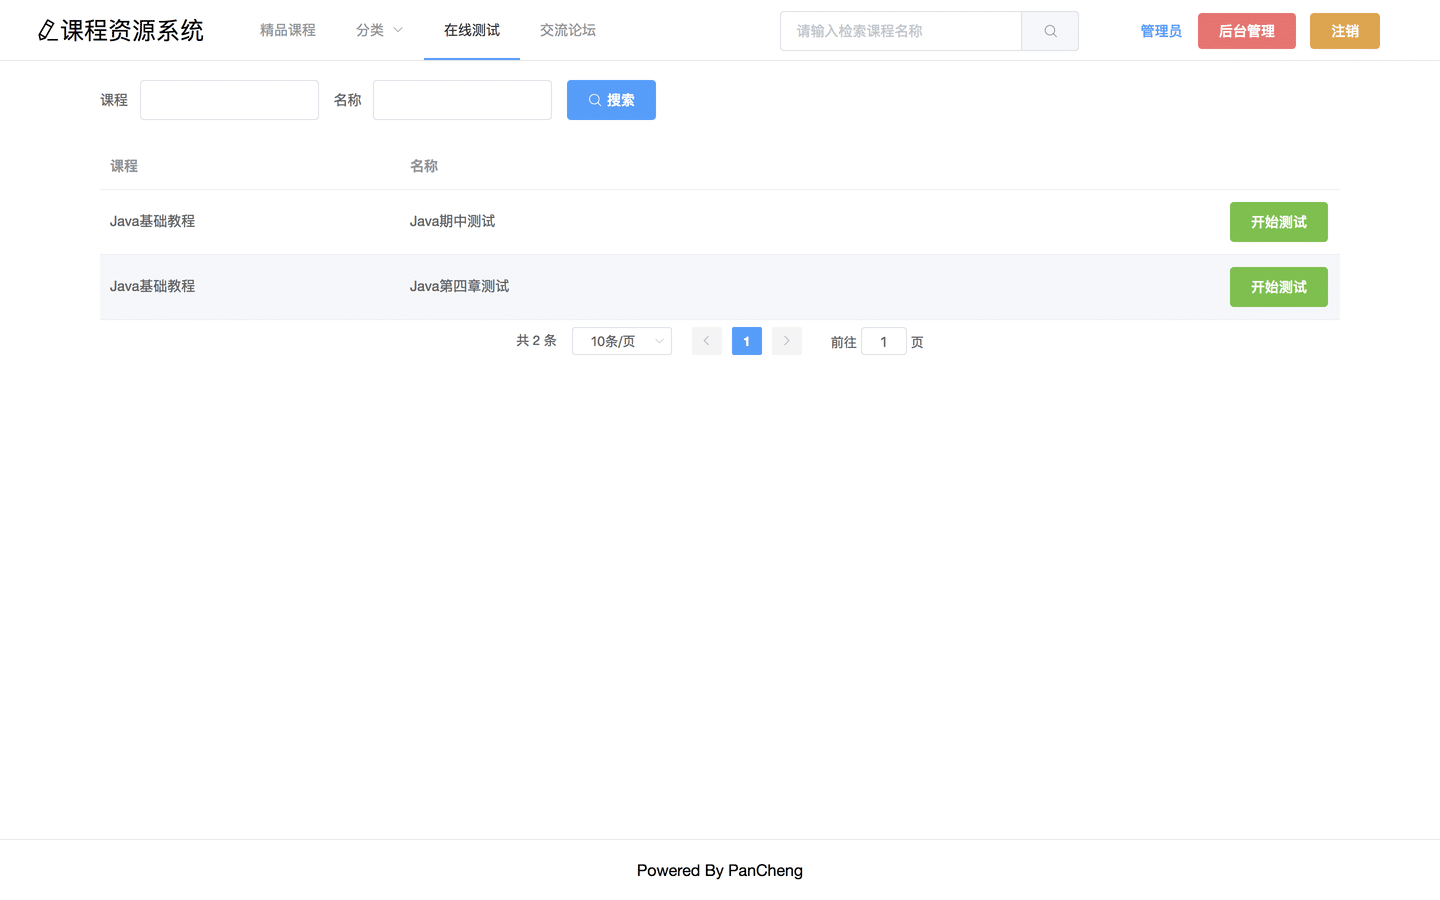 课程资源系统 精品课程 分类 在线测试 交流论坛 请输入检索课程名称 管理员 后台管理 注销
课程 名称 搜索
课程 名称
Java基础教程 Java期中测试 开始测试
Java基础教程 Java第四章测试 开始测试
共 2 条 10条/页 1 前往 1 页
Powered By PanCheng